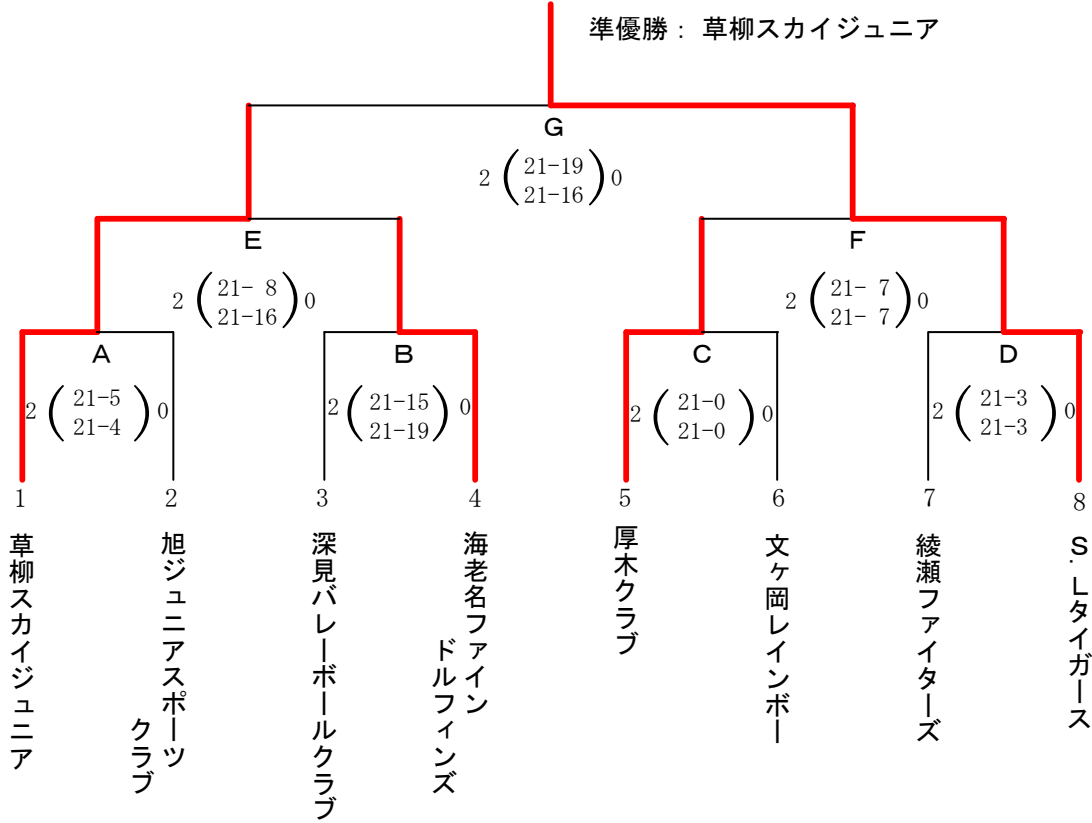 準優勝： 草柳スカイジュニア
G
2 ( 21-19 ) 0
21-16
E
F
2 ( 21- 8 ) 0
21-16
2 ( 21- 7 ) 0
21- 7
A
B
C
D
2 ( 21-5 ) 0
21-4
2 ( 21-15 ) 0
21-19
2 ( 21-0 ) 0
21-0
2 ( 21-3 ) 0
21-3
1
2
3
4
5
6
7
8
草柳スカイジュニア
旭ジュニアスポーツ
クラブ
深見バレーボールクラブ
海老名ファイン
ドルフィンズ
厚木クラブ
文ヶ岡レインボー
綾瀬ファイターズ
S.Lタイガース